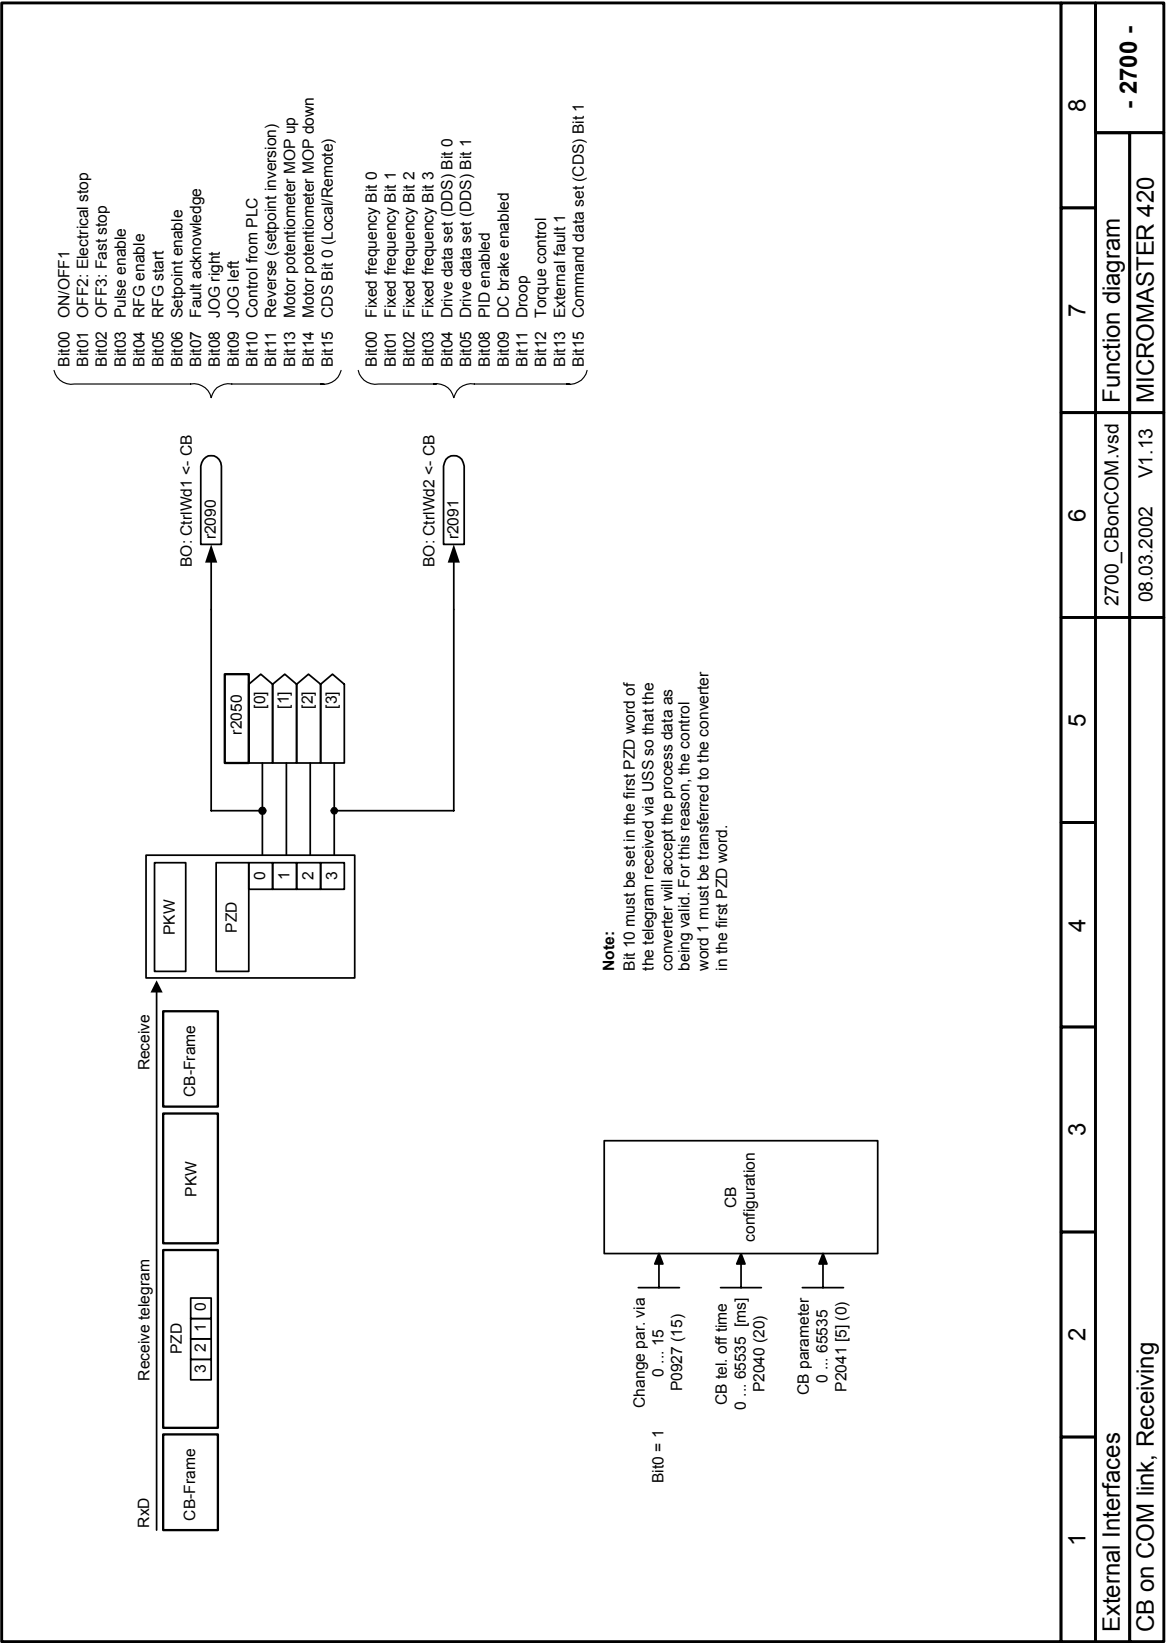 RxD
Receive telegram
Receive
CB-Frame
PZD
3 2 1 0
PKW
CB-Frame
PKW
PZD
0
1
2
3
r2050
[0]
[1]
[2]
[3]
BO: CtrlWd1 <- CB
r2090
BO: CtrlWd2 <- CB
r2091
Bit00 ON/OFF1
Bit01 OFF2: Electrical stop
Bit02 OFF3: Fast stop
Bit03 Pulse enable
Bit04 RFG enable
Bit05 RFG start
Bit06 Setpoint enable
Bit07 Fault acknowledge
Bit08 JOG right
Bit09 JOG left
Bit10 Control from PLC
Bit11 Reverse (setpoint inversion)
Bit13 Motor potentiometer MOP up
Bit14 Motor potentiometer MOP down
Bit15 CDS Bit 0 (Local/Remote)
Bit00 Fixed frequency Bit 0
Bit01 Fixed frequency Bit 1
Bit02 Fixed frequency Bit 2
Bit03 Fixed frequency Bit 3
Bit04 Drive data set (DDS) Bit 0
Bit05 Drive data set (DDS) Bit 1
Bit08 PID enabled
Bit09 DC brake enabled
Bit11 Droop
Bit12 Torque control
Bit13 External fault 1
Bit15 Command data set (CDS) Bit 1
Bit0 = 1
Change par. via
0 ... 15
P0927 (15)
CB tel. off time
0 ... 65535 [ms]
P2040 (20)
CB parameter
0 ... 65535
P2041 [5] (0)
CB
configuration
Note:
Bit 10 must be set in the first PZD word of
the telegram received via USS so that the
converter will accept the process data as
being valid. For this reason, the control
word 1 must be transferred to the converter
in the first PZD word.
1 2 3 4 5 6 7 8
External Interfaces
2700_CBonCOM.vsd
Function diagram
- 2700 -
CB on COM link, Receiving
08.03.2002 V1.13
MICROMASTER 420